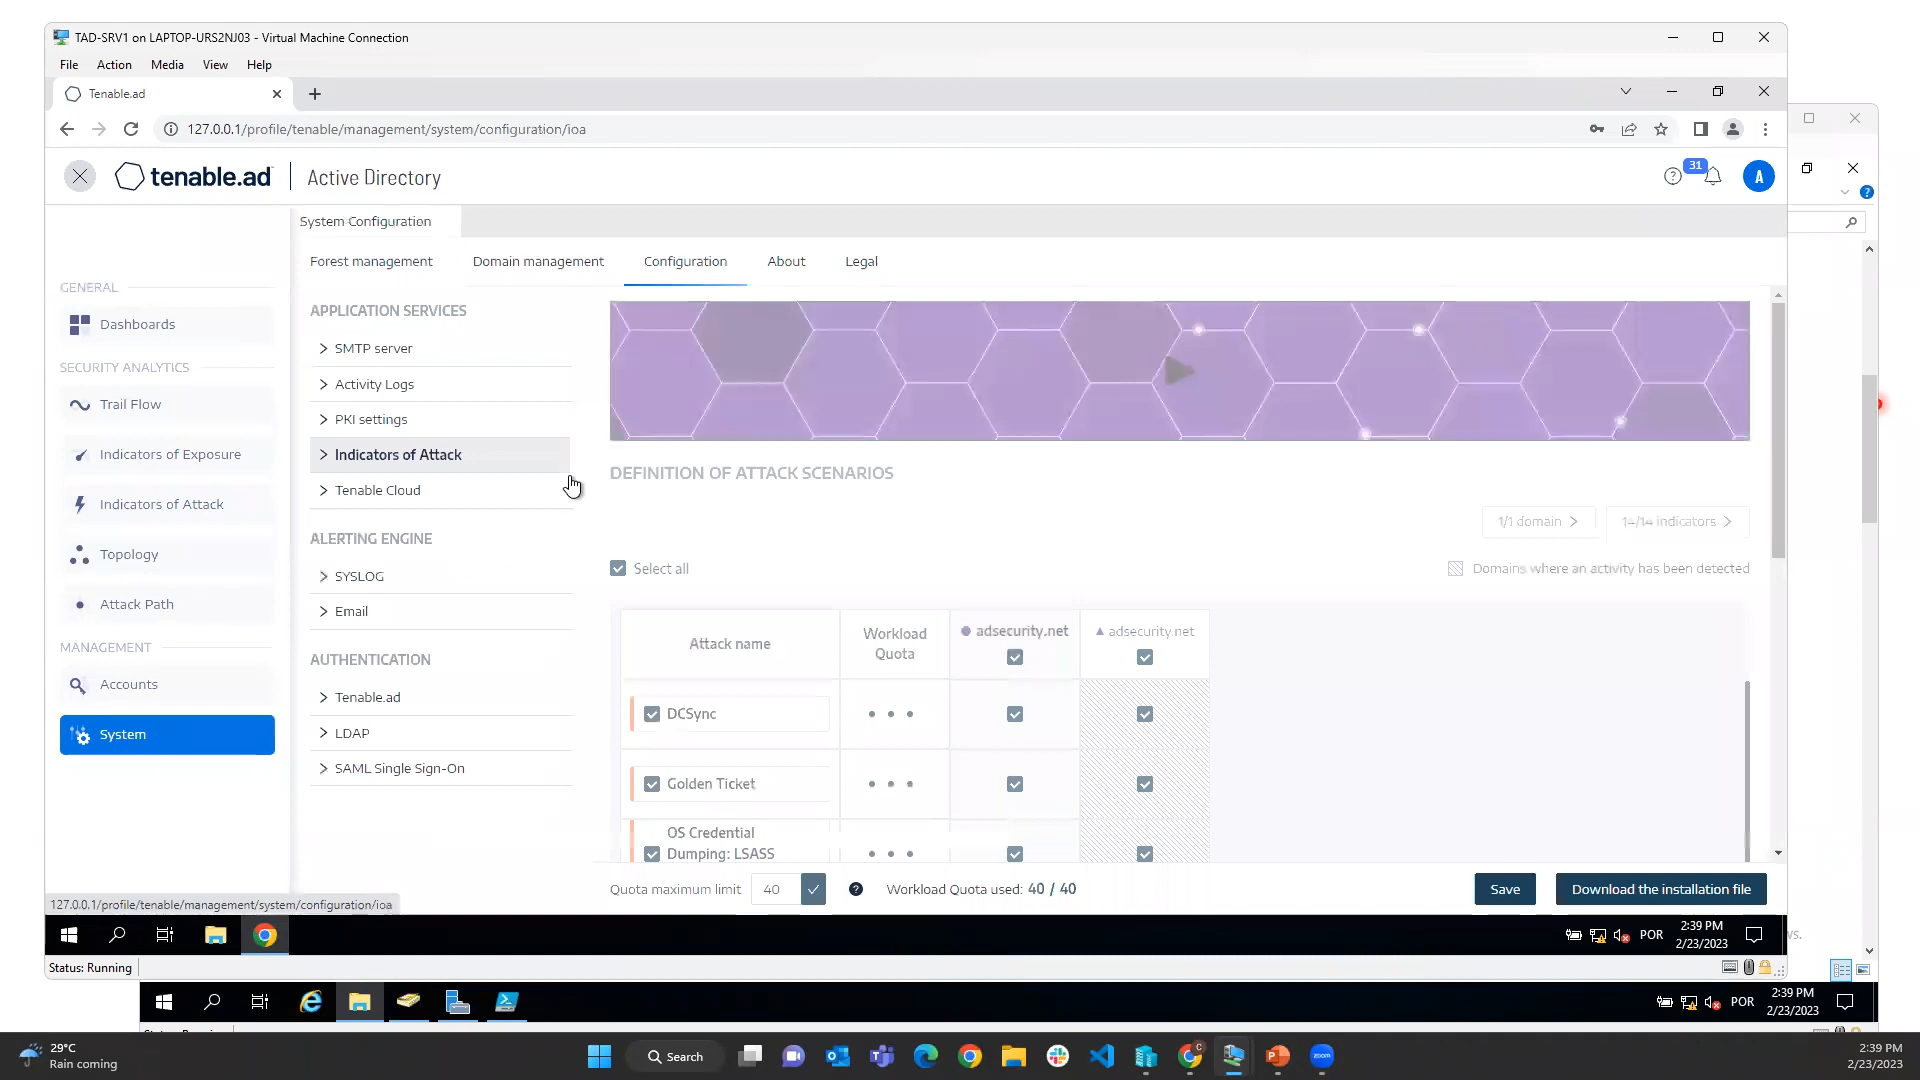 TAD-SRV1 on LAPTOP-URS2NJ03 - Virtual Machine Connection
File Action Media View Help
Tenable.ad
127.0.0.1/profile/tenable/management/system/configuration/ioa
tenable.ad Active Directory
31
A
System Configuration
Forest management Domain management Configuration About Legal
GENERAL
Dashboards
SECURITY ANALYTICS
Trail Flow
Indicators of Exposure
Indicators of Attack
Topology
Attack Path
MANAGEMENT
Accounts
System
APPLICATION SERVICES
SMTP server
Activity Logs
PKI settings
Indicators of Attack
Tenable Cloud
ALERTING ENGINE
SYSLOG
Email
AUTHENTICATION
Tenable.ad
LDAP
SAML Single Sign-On
DEFINITION OF ATTACK SCENARIOS
1/1 domain
14/14 indicators
Select all
Domains where an activity has been detected
Attack name
Workload
Quota
adsecurity.net
adsecurity.net
DCSync
Golden Ticket
OS Credential
Dumping: LSASS
Quota maximum limit 40 Workload Quota used: 40 / 40
Save
Download the installation file
127.0.0.1/profile/tenable/management/system/configuration/ioa
POR
2:39 PM
2/23/2023
Status: Running
POR
2:39 PM
2/23/2023
29°C
Rain coming
Search
zoom
2:39 PM
2/23/2023